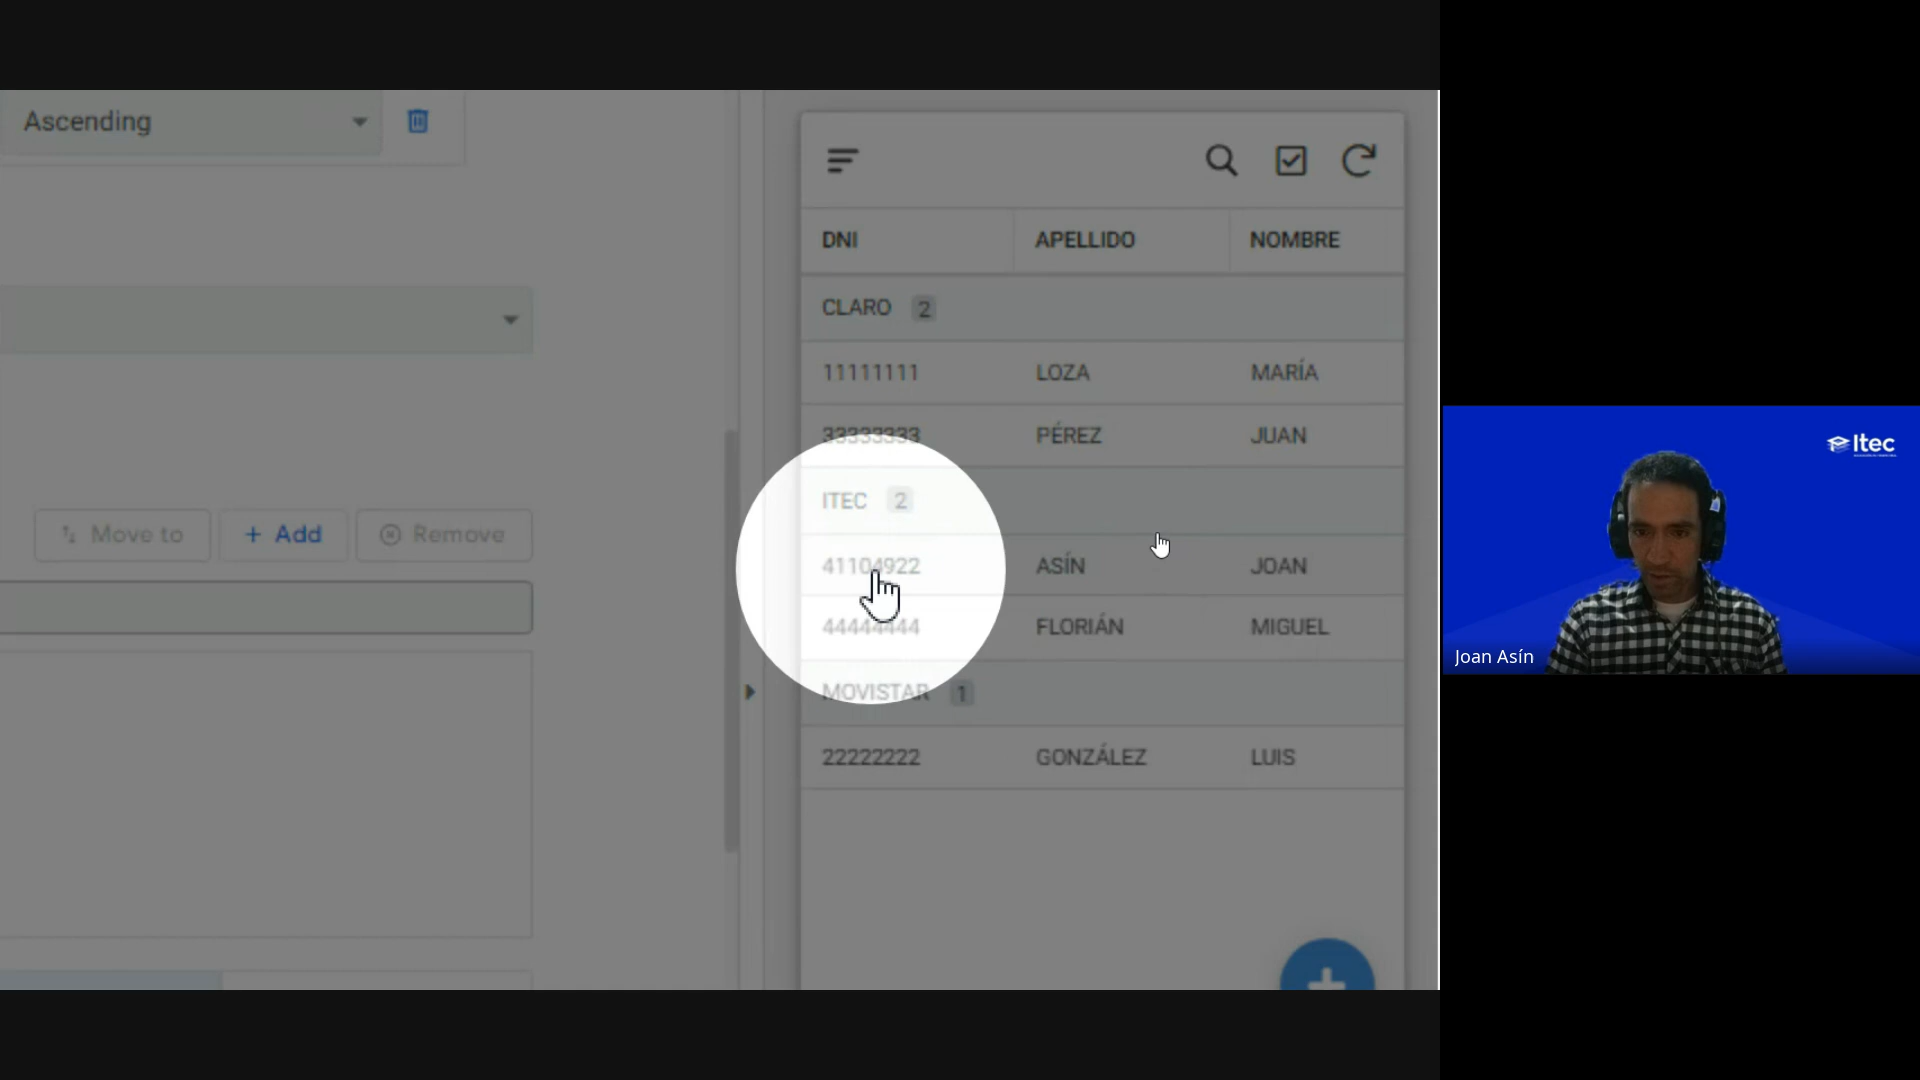 Ascending
Move to
+ Add
Remove
DNI APELLIDO NOMBRE
CLARO 2
11111111 LOZA MARÍA
33333333 PÉREZ JUAN
ITEC 2
41104922 ASÍN JOAN
44444444 FLORIÁN MIGUEL
MOVISTAR 1
22222222 GONZÁLEZ LUIS
Itec
Joan Asín